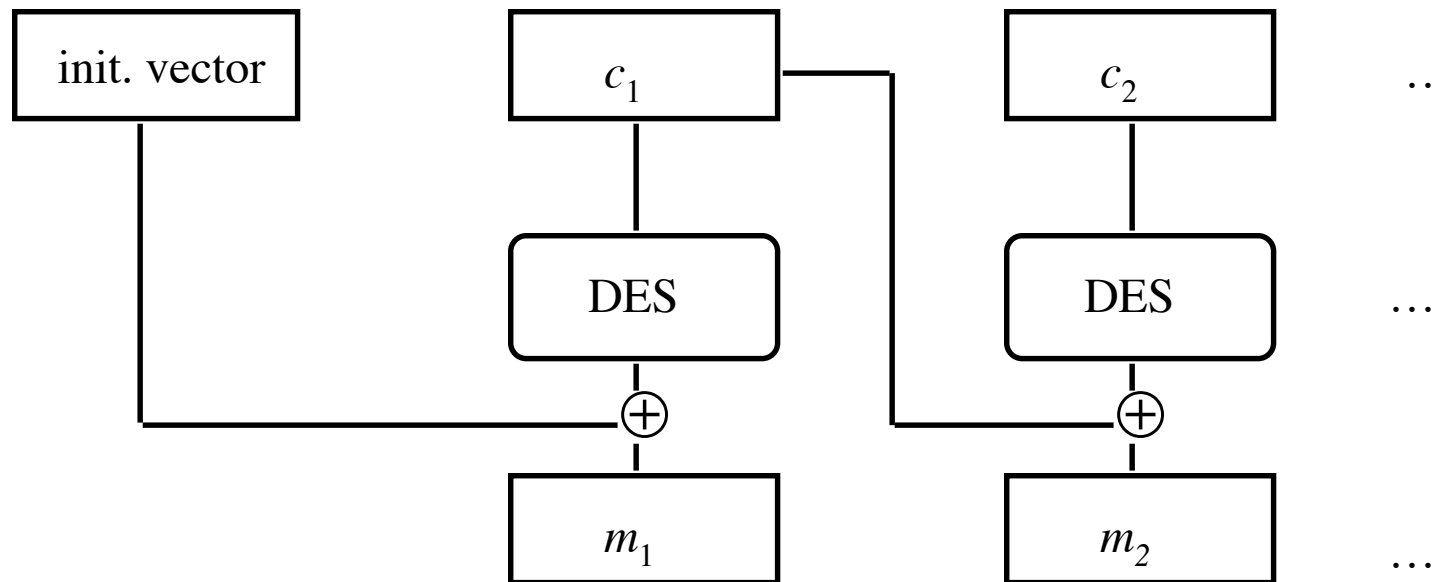 init. vector c₁ c₂ ..
DES DES …
⊕ ⊕
m₁ m₂ …